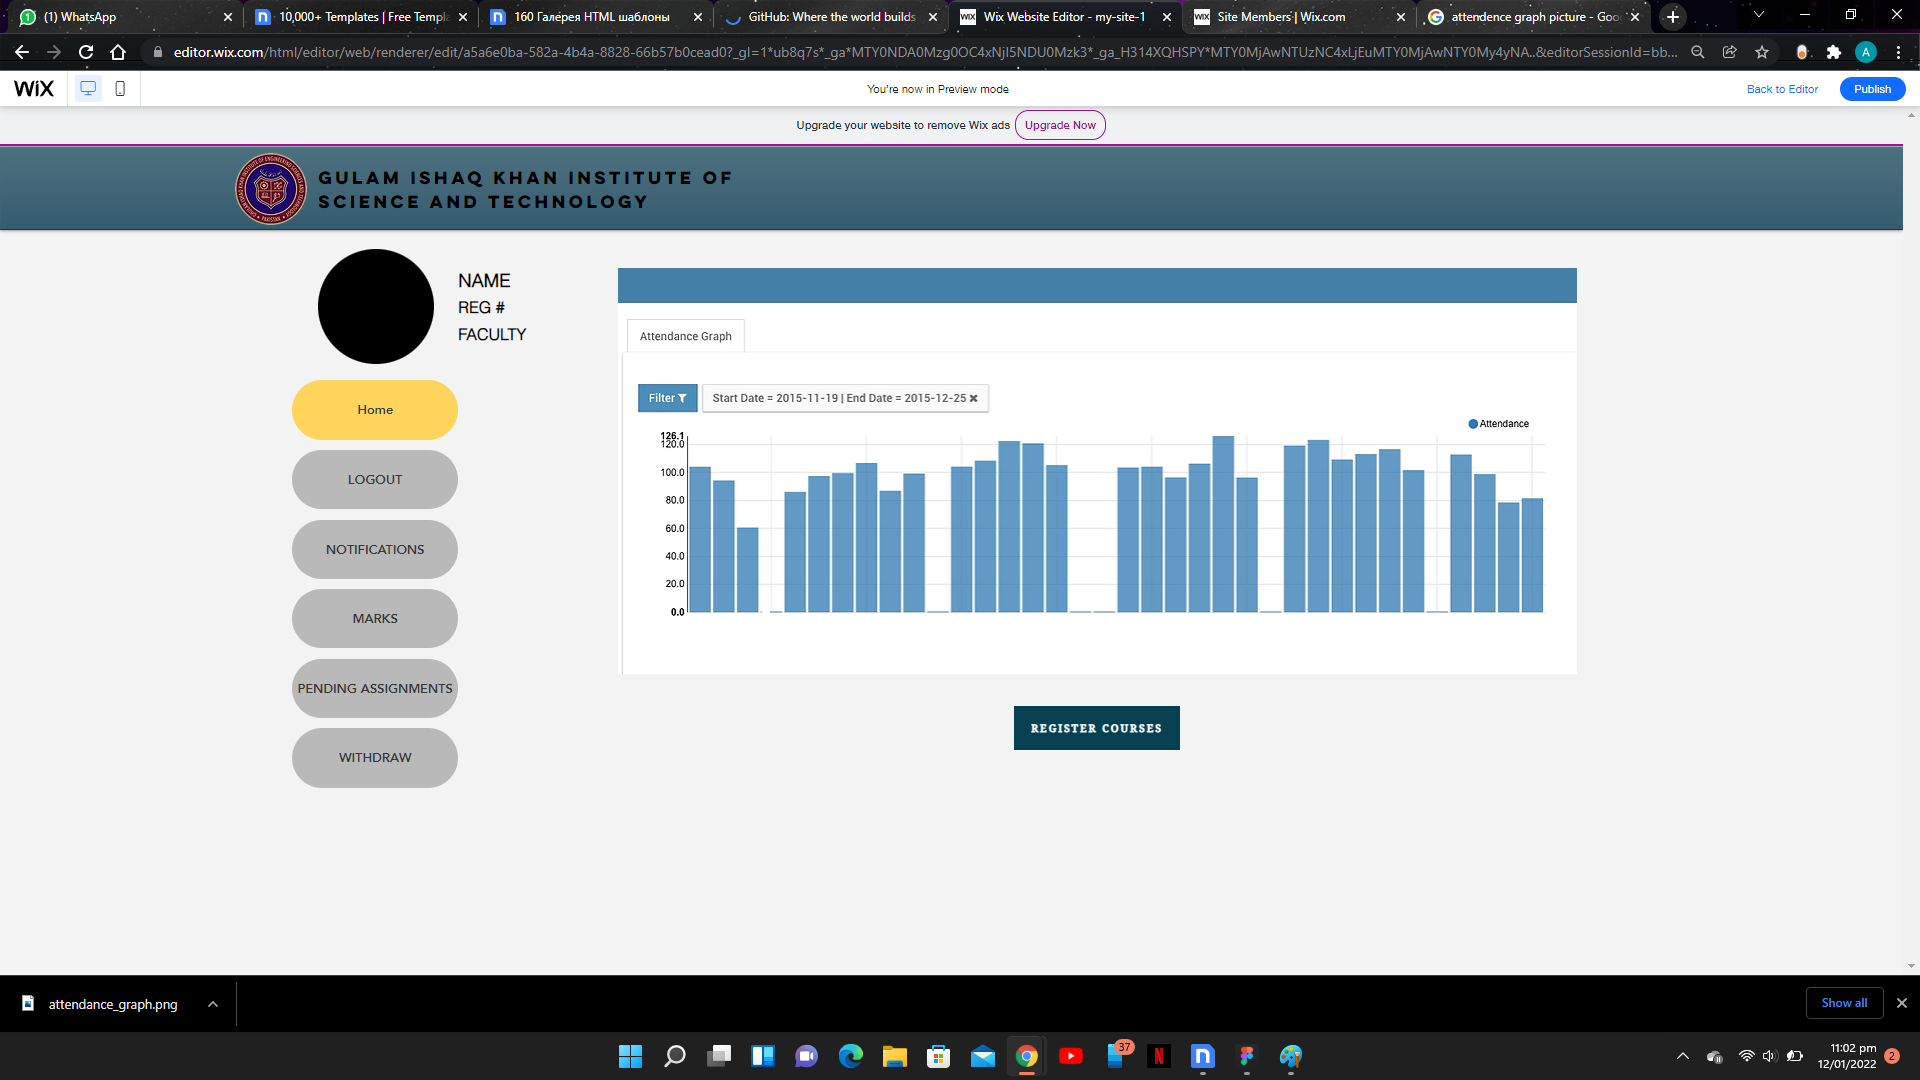 (1) WhatsApp
10,000+ Templates | Free Templa
160 Галерея HTML шаблоны
GitHub: Where the world builds
WiX Wix Website Editor - my-site-1
WiX Site Members | Wix.com
attendence graph picture - Goo
editor.wix.com/html/editor/web/renderer/edit/a5a6e0ba-582a-4b4a-8828-66b57b0cead0?_gl=1*ub8q7s*_ga*MTY0NDA0Mzg0OC4xNjI5NDU0Mzk3*_ga_H314XQHSPY*MTY0MjAwNTUzNC4xLjEuMTY0MjAwNTY0My4yNA..&editorSessionId=bb...
A
WiX
You're now in Preview mode
Back to Editor
Publish
Upgrade your website to remove Wix ads
Upgrade Now
GULAM ISHAQ KHAN INSTITUTE OF
SCIENCE AND TECHNOLOGY
NAME
REG #
FACULTY
Home
LOGOUT
NOTIFICATIONS
MARKS
PENDING ASSIGNMENTS
WITHDRAW
Attendance Graph
Filter
Start Date = 2015-11-19 | End Date = 2015-12-25
Attendance
126.1
120.0
100.0
80.0
60.0
40.0
20.0
0.0
REGISTER COURSES
attendance_graph.png
Show all
37
11:02 pm
12/01/2022
2